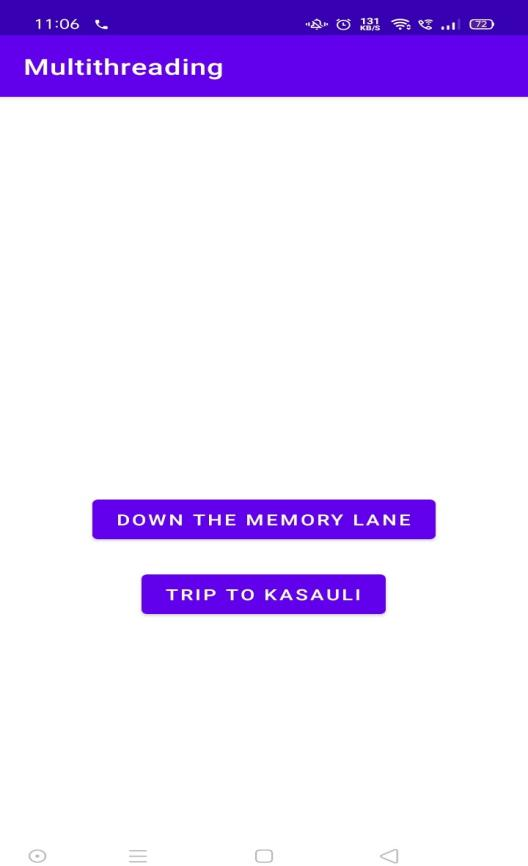 11:06 131 KB/S 72
Multithreading
DOWN THE MEMORY LANE
TRIP TO KASAULI